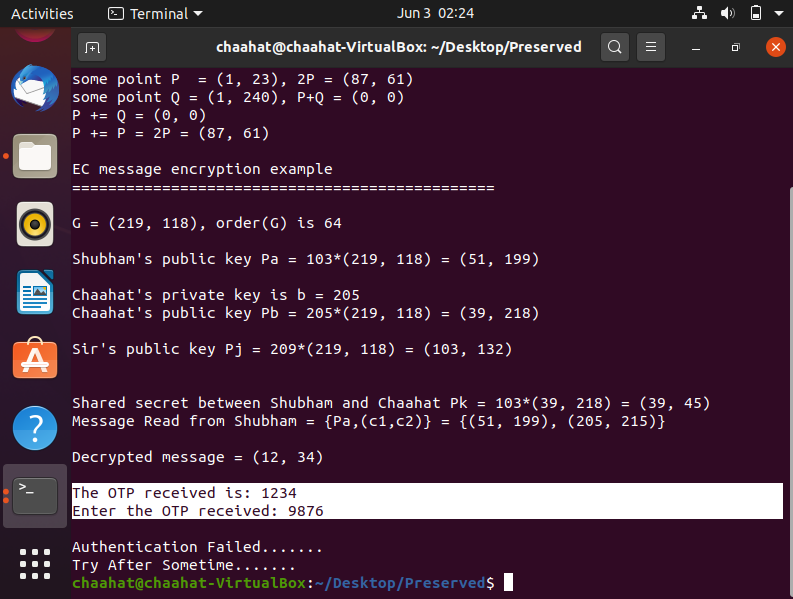 Activities
Terminal
Jun 3 02:24
chaahat@chaahat-VirtualBox: ~/Desktop/Preserved
some point P  = (1, 23), 2P = (87, 61)
some point Q = (1, 240), P+Q = (0, 0)
P += Q = (0, 0)
P += P = 2P = (87, 61)
EC message encryption example
===============================================
G = (219, 118), order(G) is 64
Shubham's public key Pa = 103*(219, 118) = (51, 199)
Chaahat's private key is b = 205
Chaahat's public key Pb = 205*(219, 118) = (39, 218)
Sir's public key Pj = 209*(219, 118) = (103, 132)
Shared secret between Shubham and Chaahat Pk = 103*(39, 218) = (39, 45)
Message Read from Shubham = {Pa,(c1,c2)} = {(51, 199), (205, 215)}
Decrypted message = (12, 34)
The OTP received is: 1234
Enter the OTP received: 9876
Authentication Failed.......
Try After Sometime.......
chaahat@chaahat-VirtualBox:~/Desktop/Preserved$